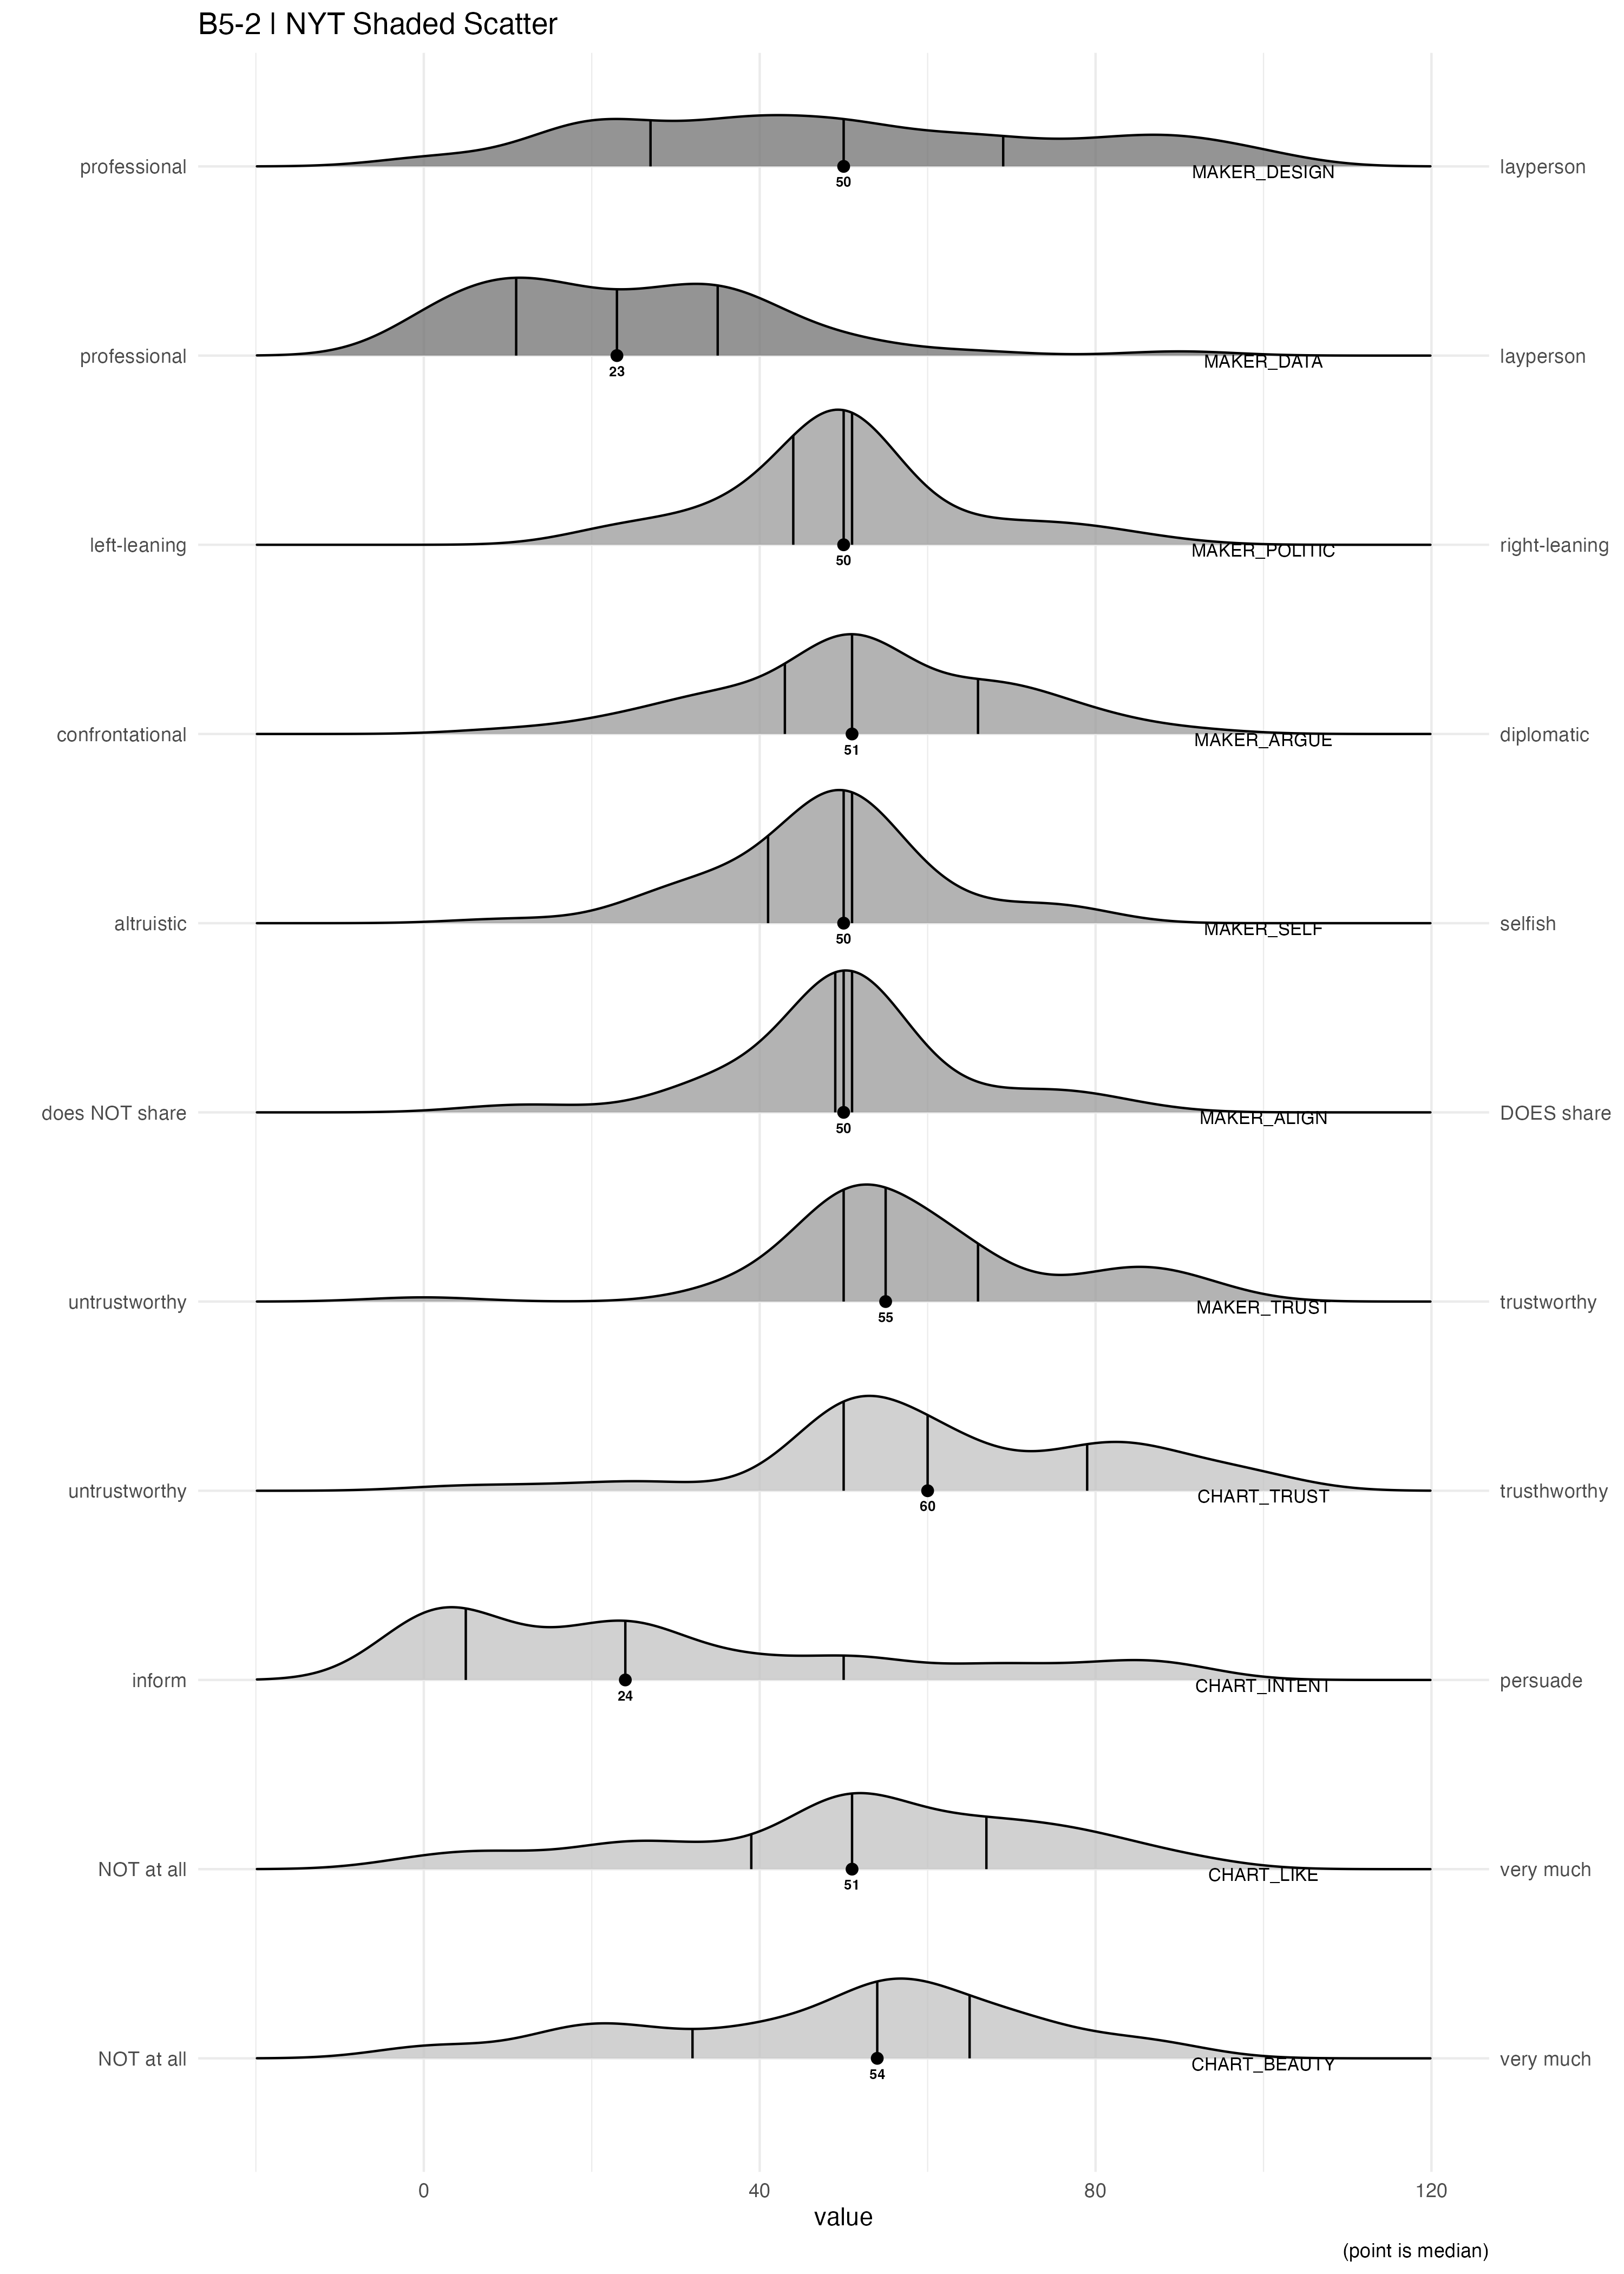 B5-2 | NYT Shaded Scatter
professional MAKER_DESIGN layperson
50
professional MAKER_DATA layperson
23
left-leaning MAKER_POLITIC right-leaning
50
confrontational MAKER_ARGUE diplomatic
51
altruistic MAKER_SELF selfish
50
does NOT share MAKER_ALIGN DOES share
50
untrustworthy MAKER_TRUST trustworthy
55
untrustworthy CHART_TRUST trusthworthy
60
inform CHART_INTENT persuade
24
NOT at all CHART_LIKE very much
51
NOT at all CHART_BEAUTY very much
54
0 40 80 120
value
(point is median)